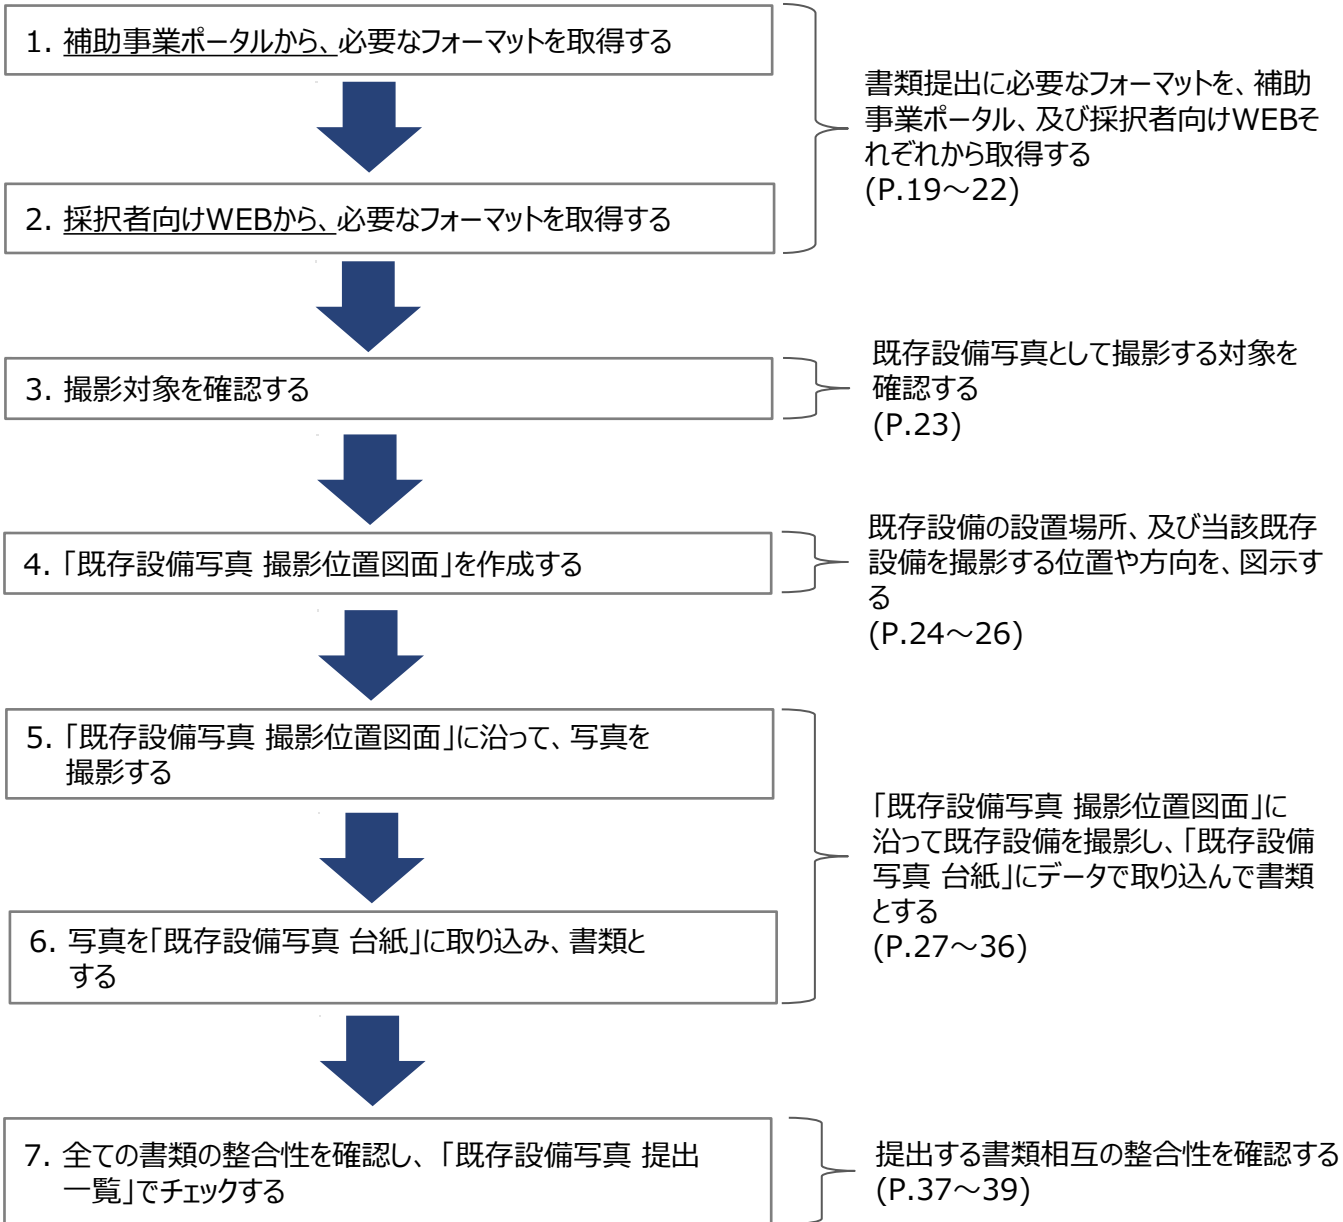 1. 補助事業ポータルから、必要なフォーマットを取得する
2. 採択者向けWEBから、必要なフォーマットを取得する
書類提出に必要なフォーマットを、補助
事業ポータル、及び採択者向けWEBそ
れぞれから取得する
(P.19～22)
3. 撮影対象を確認する
既存設備写真として撮影する対象を
確認する
(P.23)
4. 「既存設備写真 撮影位置図面」を作成する
既存設備の設置場所、及び当該既存
設備を撮影する位置や方向を、図示す
る
(P.24～26)
5. 「既存設備写真 撮影位置図面」に沿って、写真を
撮影する
6. 写真を「既存設備写真 台紙」に取り込み、書類と
する
「既存設備写真 撮影位置図面」に
沿って既存設備を撮影し、「既存設備
写真 台紙」にデータで取り込んで書類
とする
(P.27～36)
7. 全ての書類の整合性を確認し、「既存設備写真 提出
一覧」でチェックする
提出する書類相互の整合性を確認する
(P.37～39)